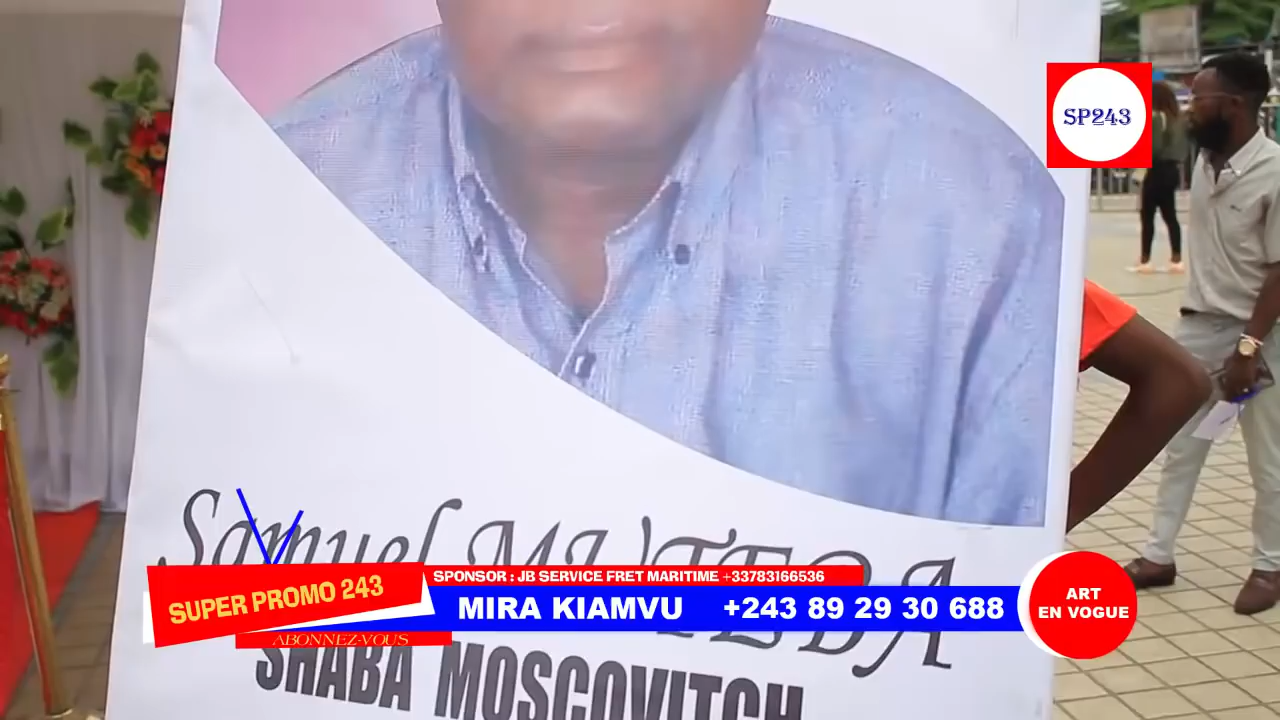 SP243
Samuel MUTEBA
SPONSOR : JB SERVICE FRET MARITIME +33783166536
SUPER PROMO 243
MIRA KIAMVU +243 89 29 30 688
ART
EN VOGUE
ABONNEZ-VOUS
SHABA MOSCOVITCH